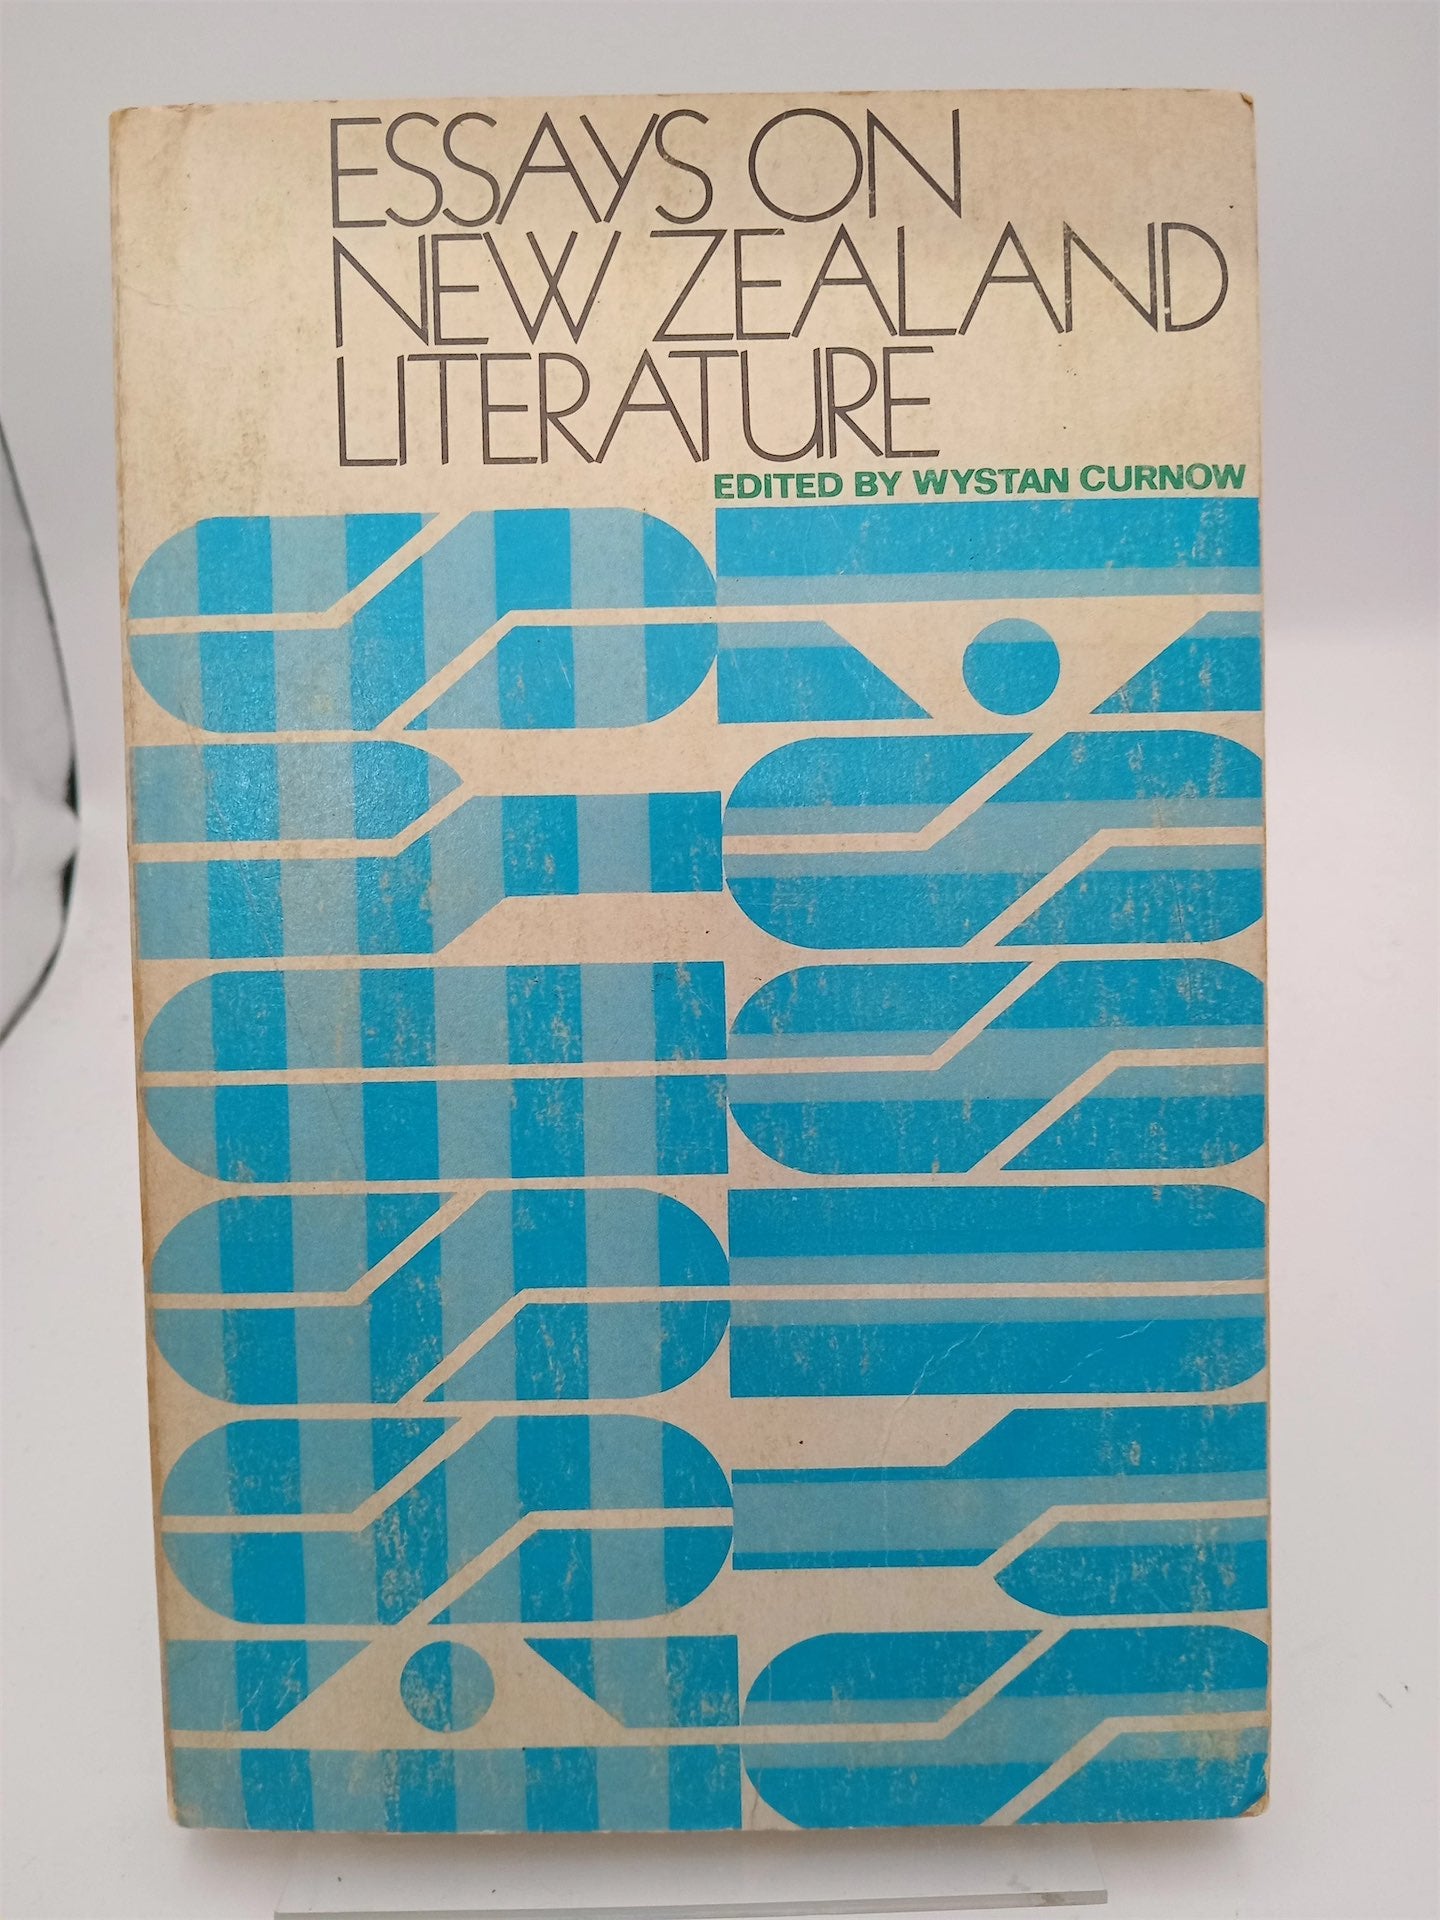 ESSAYS ON
NEW ZEALAND
LITERATURE
EDITED BY WYSTAN CURNOW